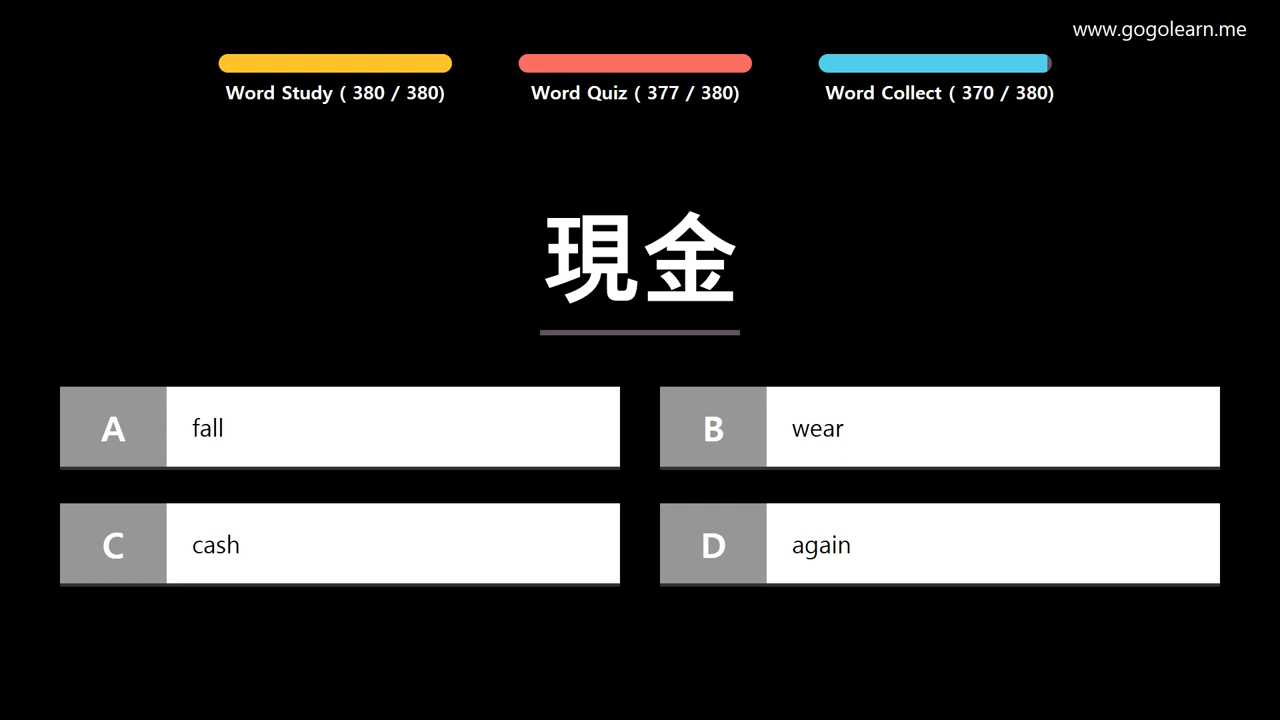 www.gogolearn.me
Word Study ( 380 / 380)
Word Quiz ( 377 / 380)
Word Collect ( 370 / 380)
現金
A fall
B wear
C cash
D again